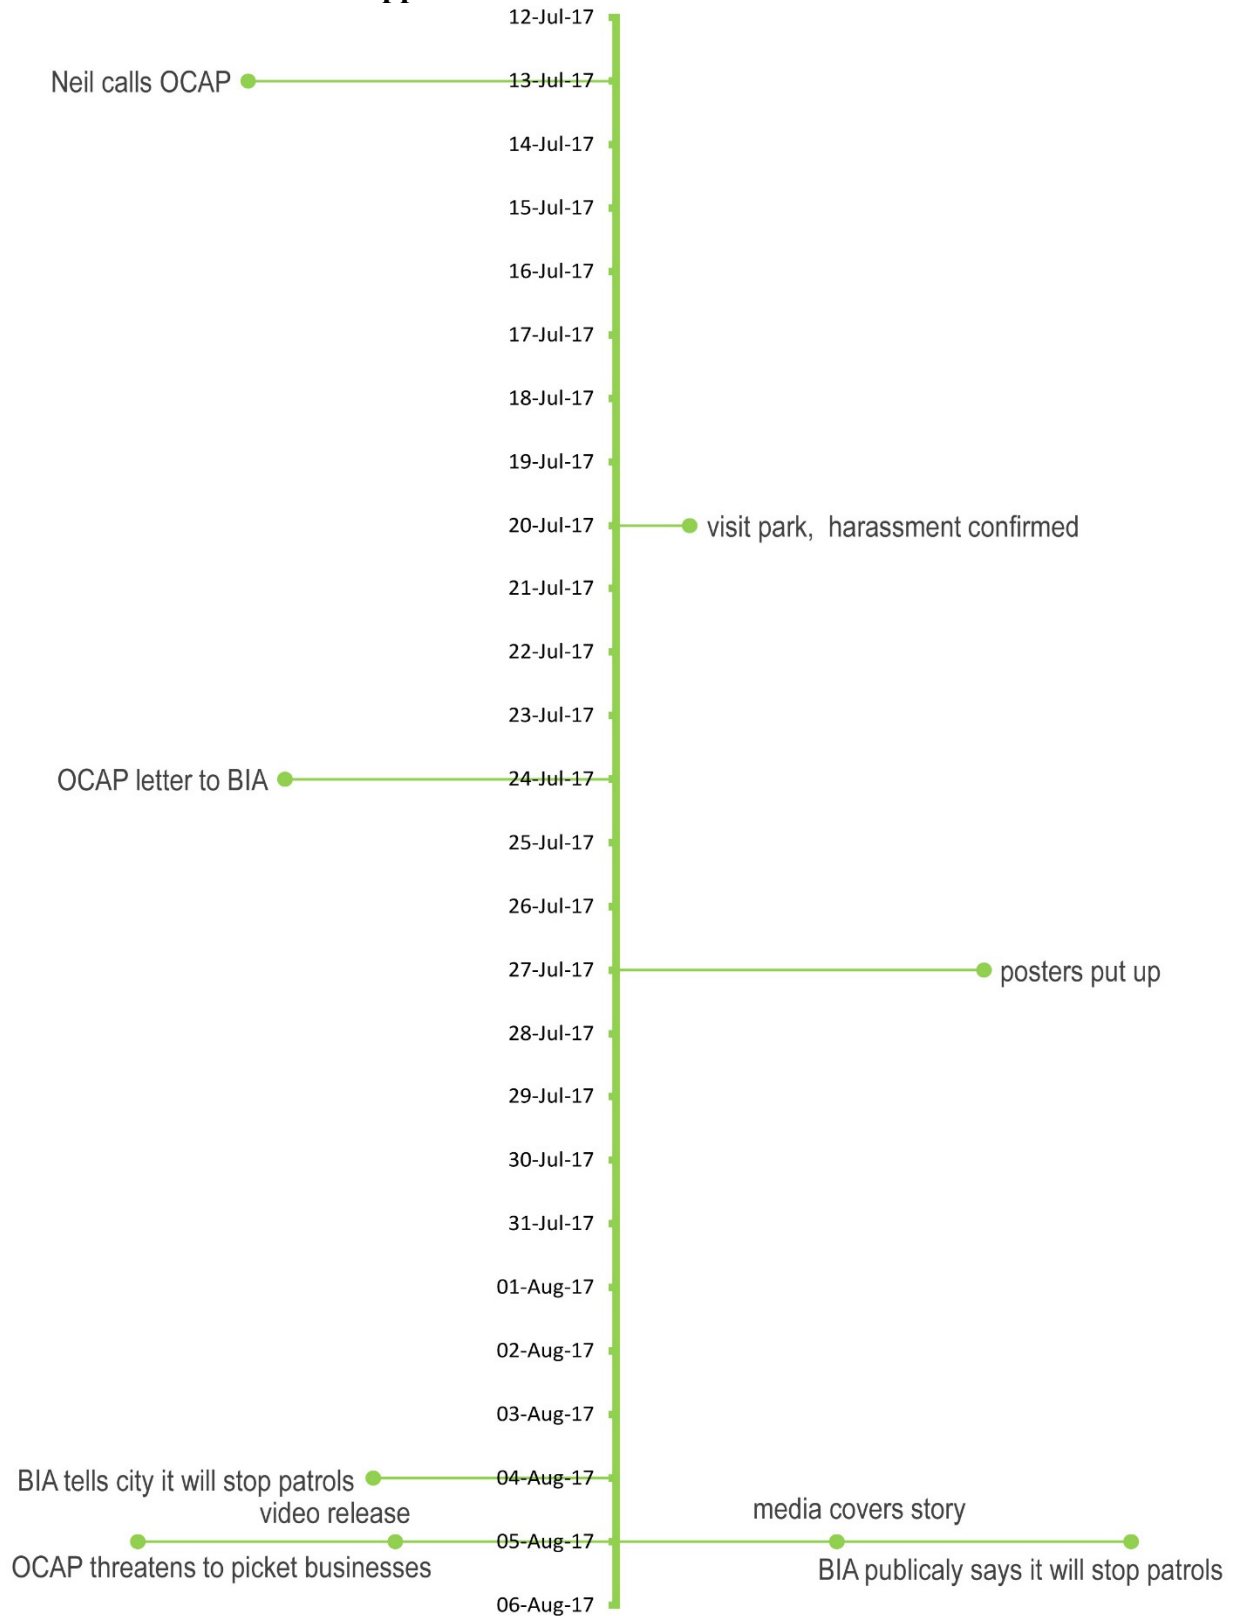 12-Jul-17
Neil calls OCAP 13-Jul-17
14-Jul-17
15-Jul-17
16-Jul-17
17-Jul-17
18-Jul-17
19-Jul-17
20-Jul-17 visit park, harassment confirmed
21-Jul-17
22-Jul-17
23-Jul-17
OCAP letter to BIA 24-Jul-17
25-Jul-17
26-Jul-17
27-Jul-17 posters put up
28-Jul-17
29-Jul-17
30-Jul-17
31-Jul-17
01-Aug-17
02-Aug-17
03-Aug-17
BIA tells city it will stop patrols 04-Aug-17
video release media covers story
05-Aug-17
OCAP threatens to picket businesses BIA publicaly says it will stop patrols
06-Aug-17